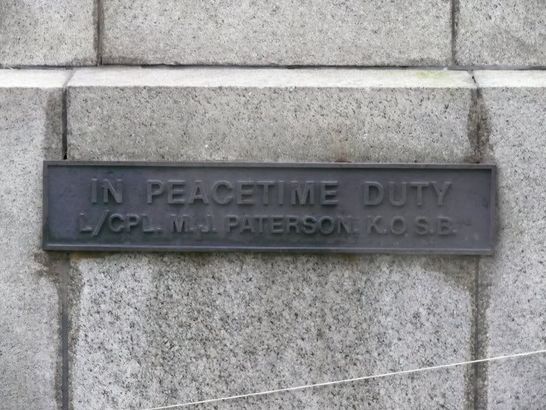 IN PEACETIME DUTY
L/CPL. M.J. PATERSON. K.O.S.B.